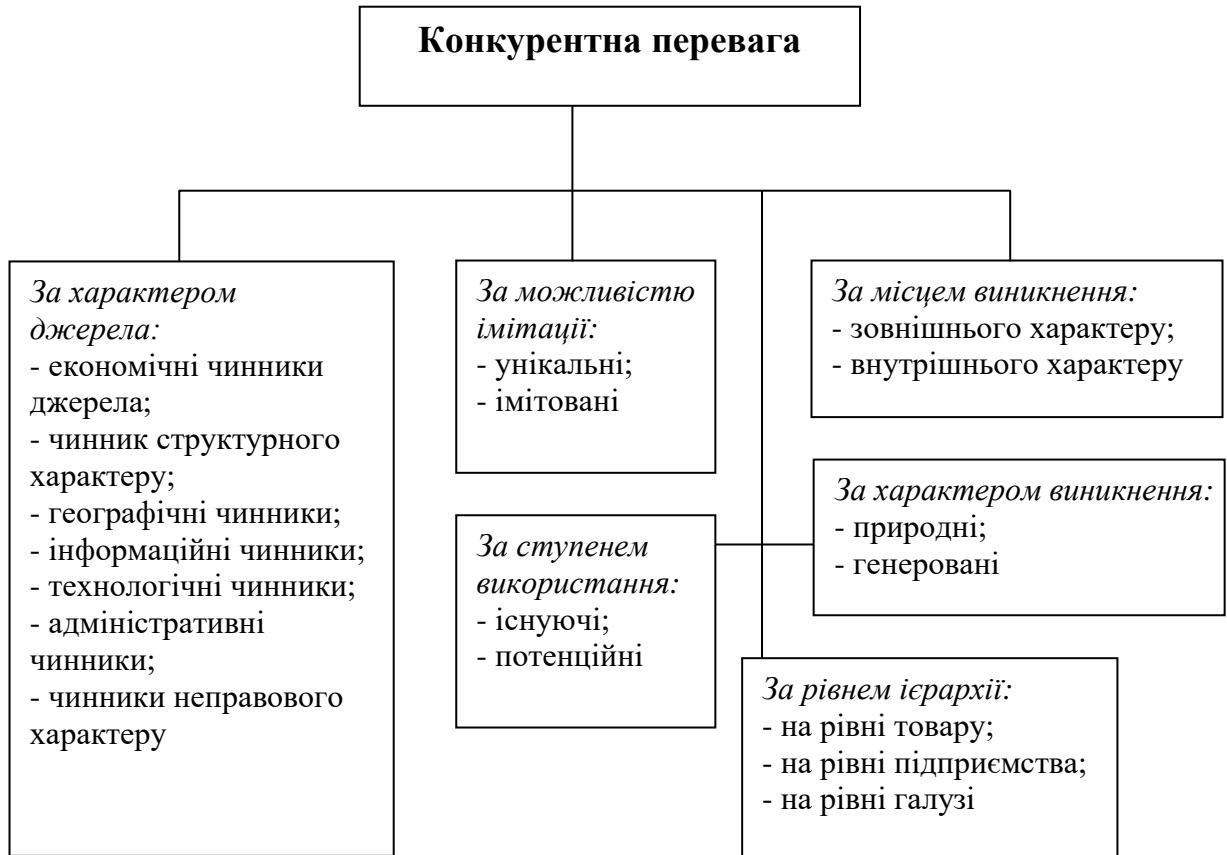 Конкурентна перевага
За характером
джерела:
- економічні чинники
джерела;
- чинник структурного
характеру;
- географічні чинники;
- інформаційні чинники;
- технологічні чинники;
- адміністративні
чинники;
- чинники неправового
характеру
За можливістю
імітації:
- унікальні;
- імітовані
За місцем виникнення:
- зовнішнього характеру;
- внутрішнього характеру
За ступенем
використання:
- існуючі;
- потенційні
За характером виникнення:
- природні;
- генеровані
За рівнем ієрархії:
- на рівні товару;
- на рівні підприємства;
- на рівні галузі